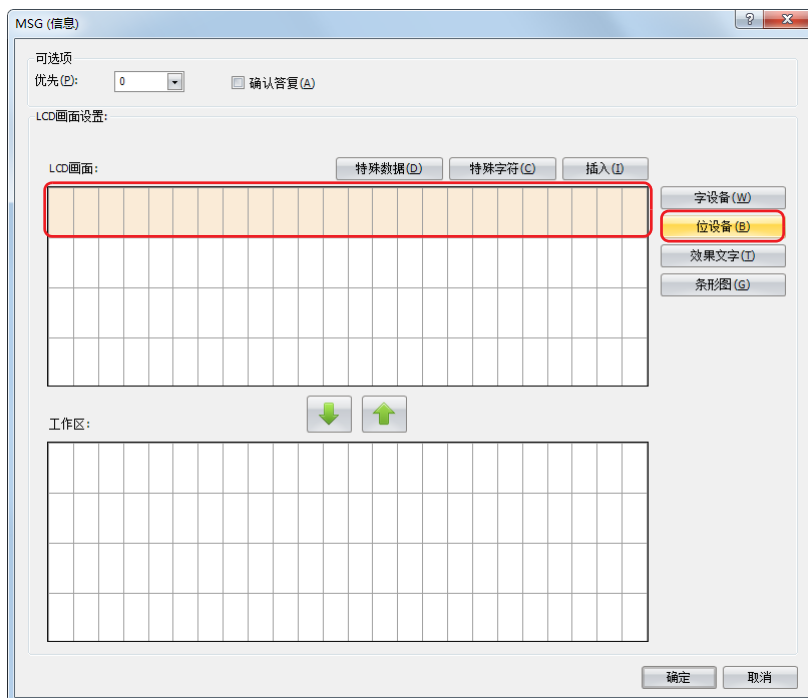 MSG (信息)
可选项
优先(P): 0 确认答复(A)
LCD画面设置:
LCD画面: 特殊数据(D) 特殊字符(C) 插入(I)
字设备(W)
位设备(B)
效果文字(T)
条形图(G)
工作区:
确定 取消